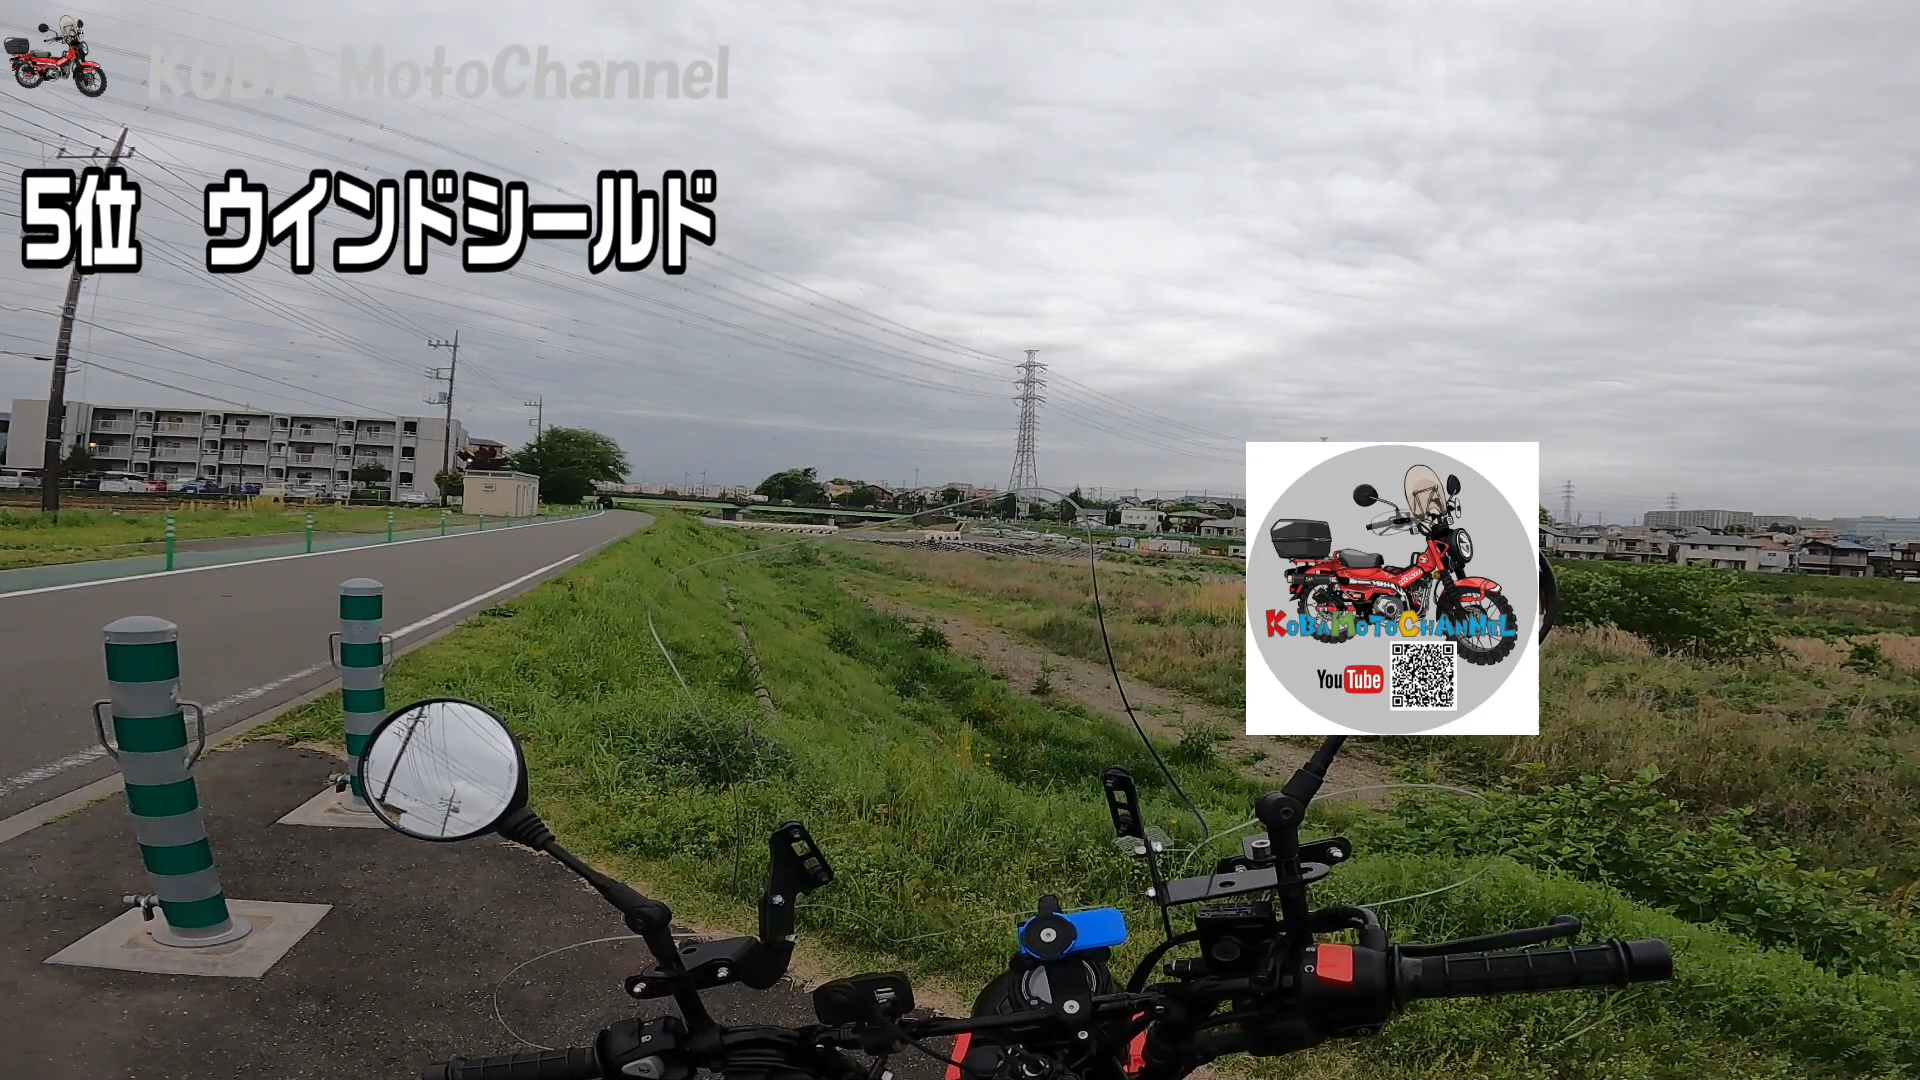 KOBA MotoChannel
5位 ウインドシールド
KOBAMOTOCHANNEL
YouTube